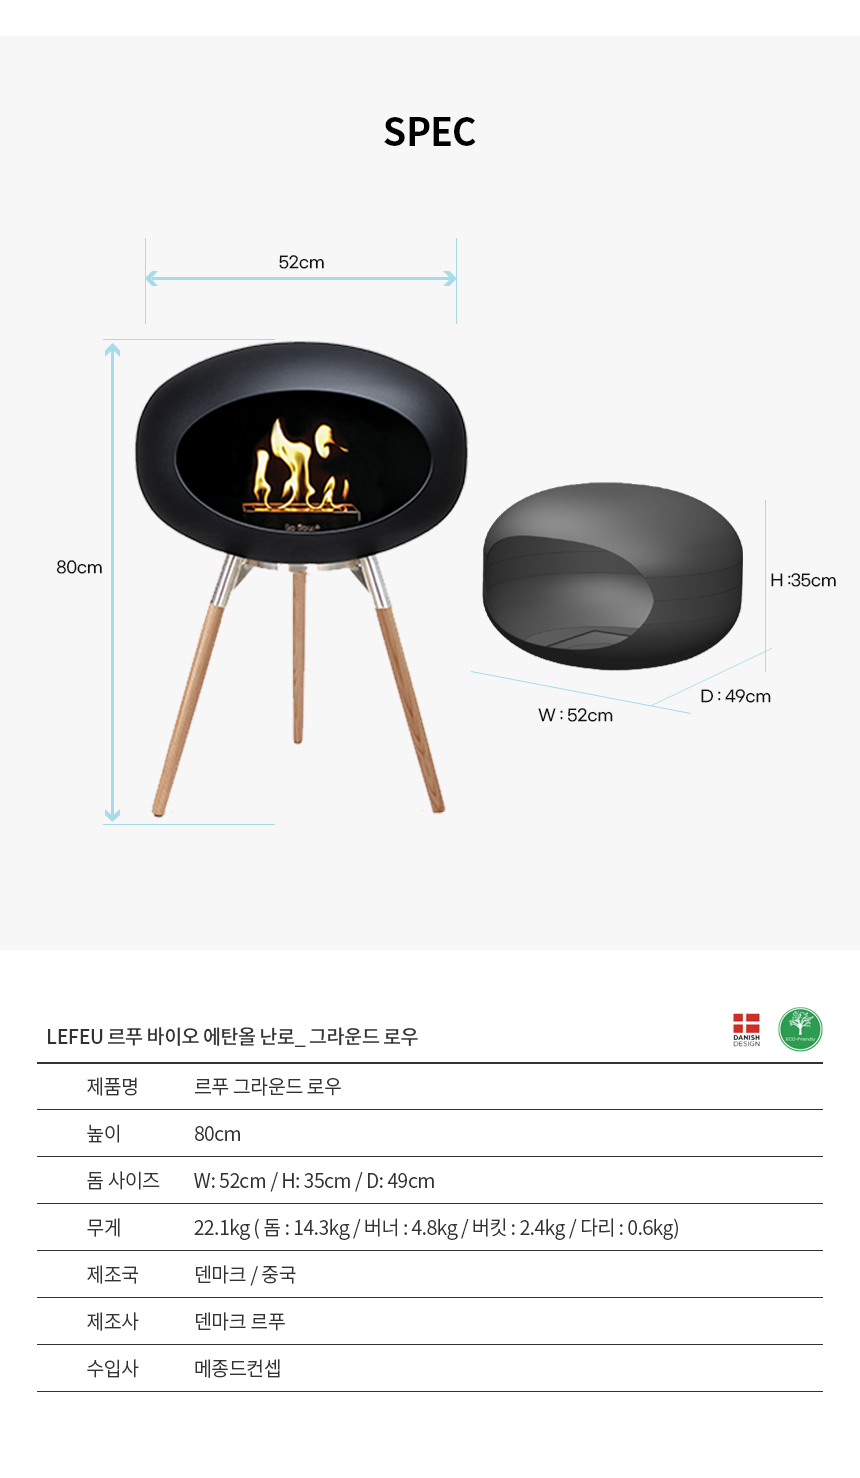 SPEC
52cm
80cm
H :35cm
D : 49cm
W : 52cm
LEFEU 르푸 바이오 에탄올 난로_ 그라운드 로우
DANISH
DESIGN
ECO-Friendly
제품명 르푸 그라운드 로우
높이 80cm
돔 사이즈 W: 52cm / H: 35cm / D: 49cm
무게 22.1kg ( 돔 : 14.3kg / 버너 : 4.8kg / 버킷 : 2.4kg / 다리 : 0.6kg)
제조국 덴마크 / 중국
제조사 덴마크 르푸
수입사 메종드컨셉